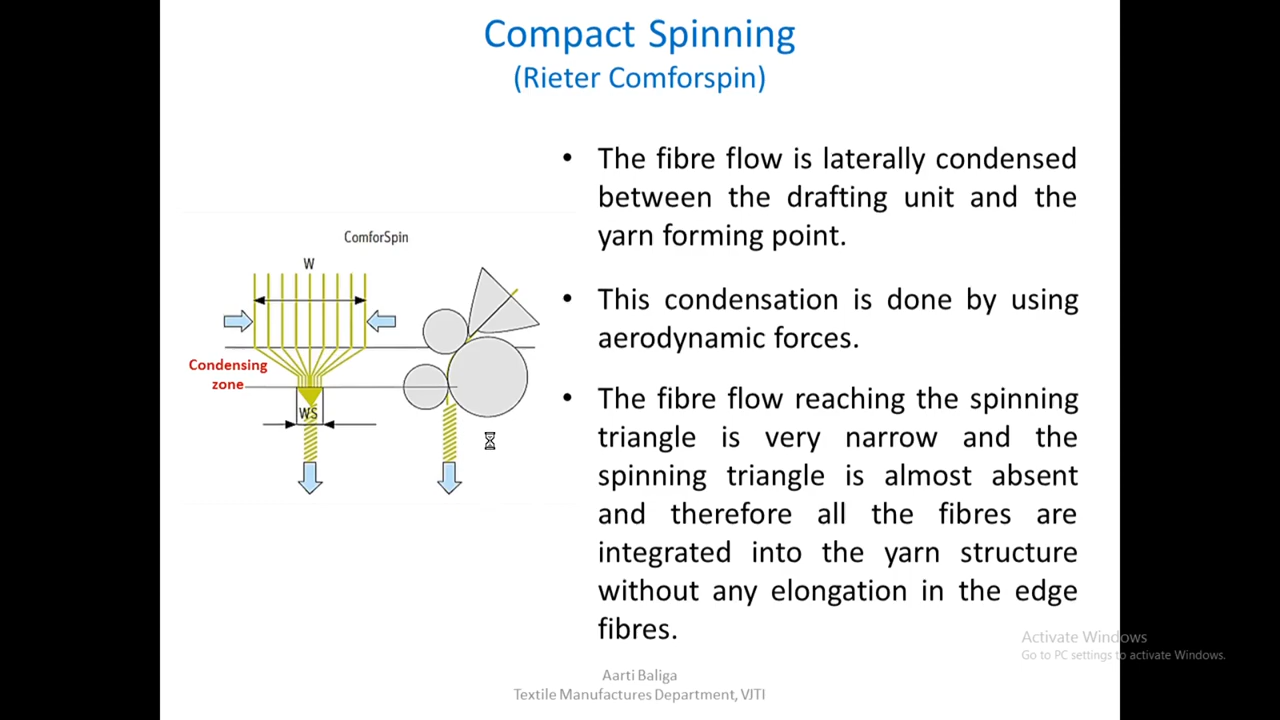 Compact Spinning
(Rieter Comforspin)
ComforSpin
W
Condensing
zone
WS
• The fibre flow is laterally condensed
between the drafting unit and the
yarn forming point.
• This condensation is done by using
aerodynamic forces.
• The fibre flow reaching the spinning
triangle is very narrow and the
spinning triangle is almost absent
and therefore all the fibres are
integrated into the yarn structure
without any elongation in the edge
fibres.
Activate Windows
Go to PC settings to activate Windows.
Aarti Baliga
Textile Manufactures Department, VJTI